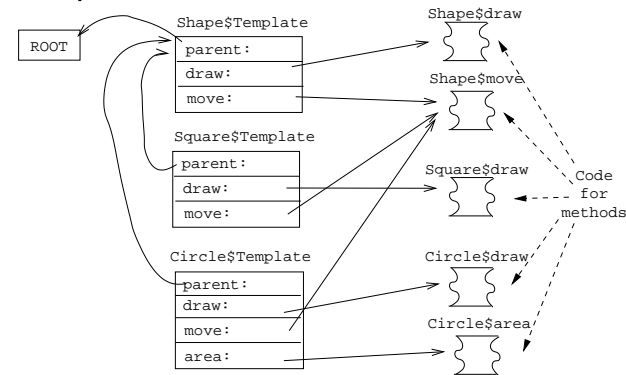 Shape$Template
Shape$draw
ROOT
parent:
draw:
move:
Shape$move
Square$Template
parent:
draw:
move:
Square$draw
Code
for
methods
Circle$Template
parent:
draw:
move:
area:
Circle$draw
Circle$area